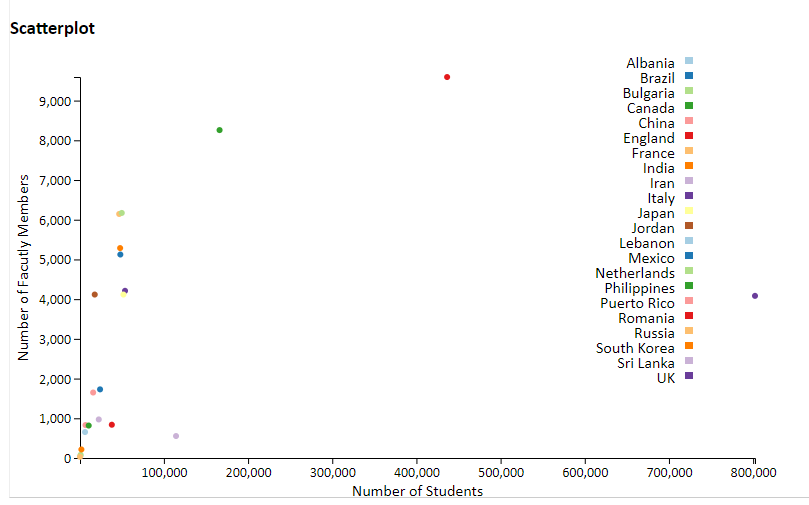 Scatterplot
Albania
Brazil
Bulgaria
Canada
China
England
France
India
Iran
Italy
Japan
Jordan
Lebanon
Mexico
Netherlands
Philippines
Puerto Rico
Romania
Russia
South Korea
Sri Lanka
UK
Number of Facutly Members
9,000
8,000
7,000
6,000
5,000
4,000
3,000
2,000
1,000
0
100,000 200,000 300,000 400,000 500,000 600,000 700,000 800,000
Number of Students